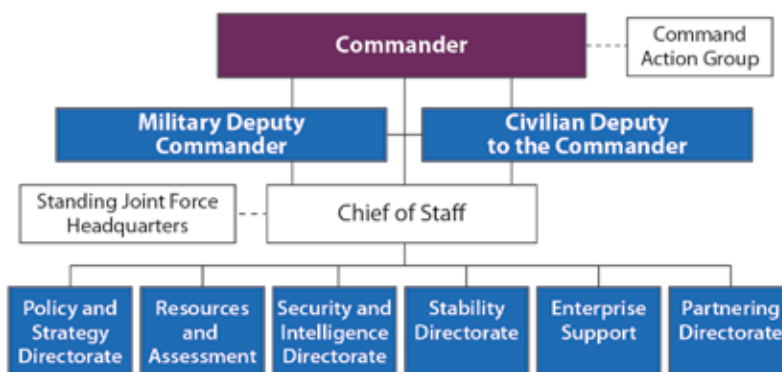 Commander
Command
Action Group
Military Deputy
Commander
Civilian Deputy
to the Commander
Standing Joint Force
Headquarters
Chief of Staff
Policy and
Strategy
Directorate
Resources
and
Assessment
Security and
Intelligence
Directorate
Stability
Directorate
Enterprise
Support
Partnering
Directorate